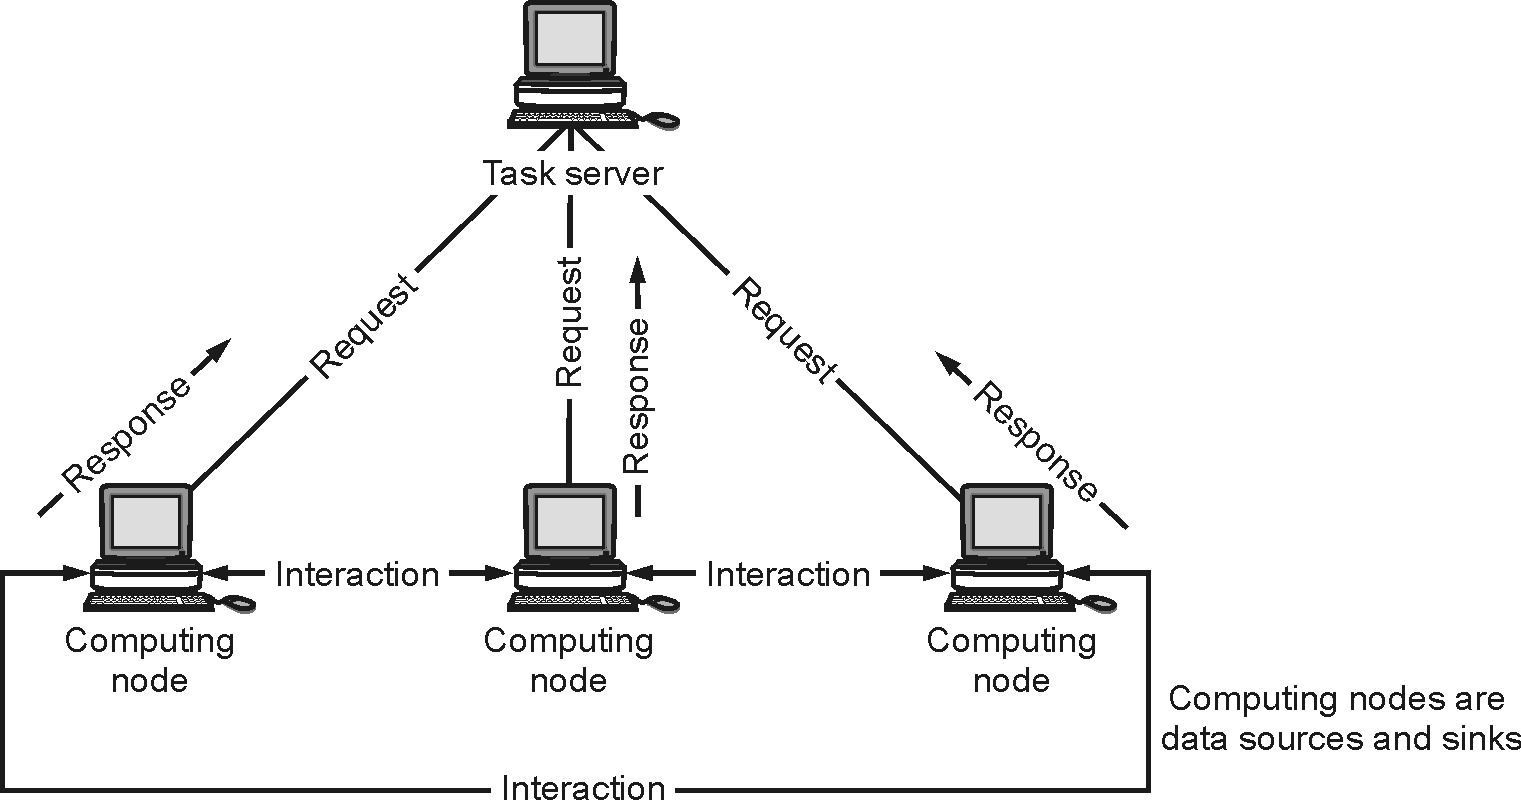 Task server
Request
Request
Request
Response
Response
Response
Interaction
Interaction
Computing
node
Computing
node
Computing
node
Computing nodes are
data sources and sinks
Interaction